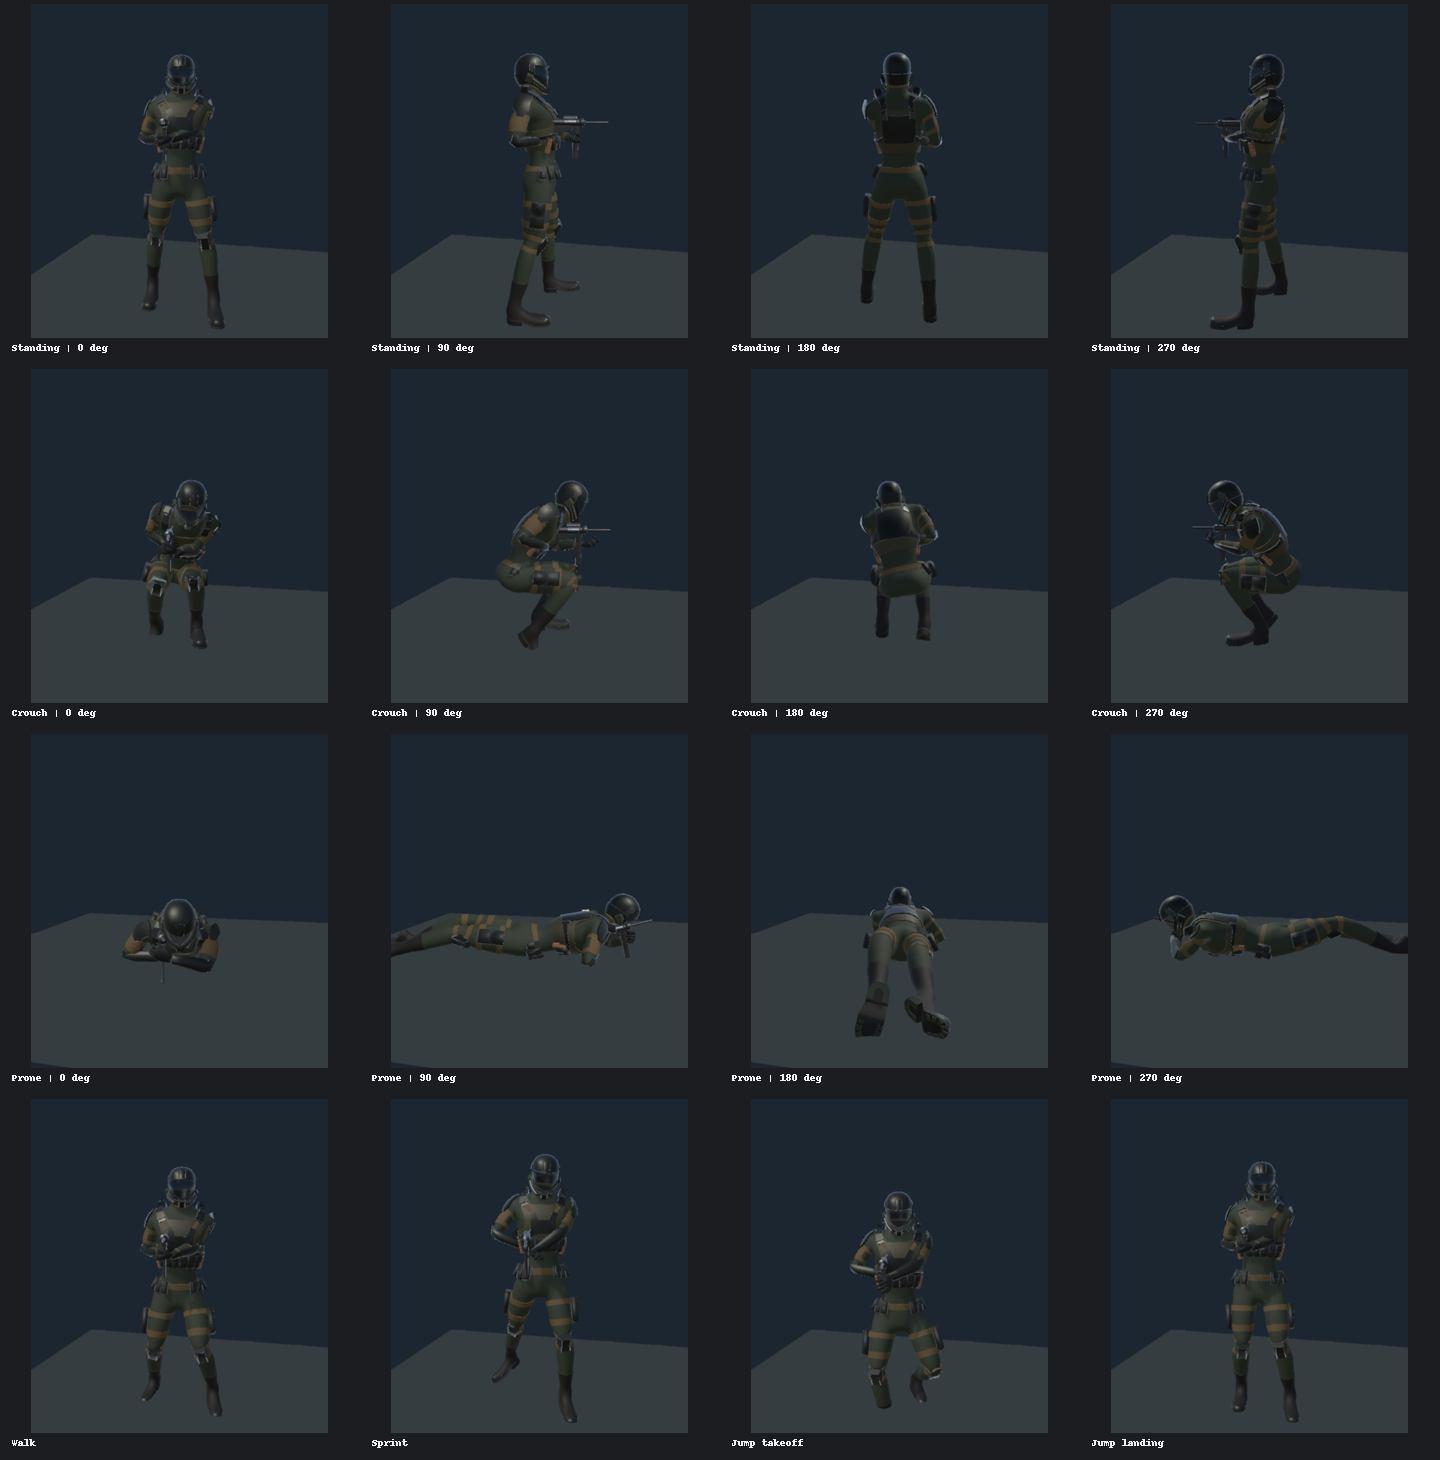 Standing | 0 deg
Standing | 90 deg
Standing | 180 deg
Standing | 270 deg
Crouch | 0 deg
Crouch | 90 deg
Crouch | 180 deg
Crouch | 270 deg
Prone | 0 deg
Prone | 90 deg
Prone | 180 deg
Prone | 270 deg
Walk
Sprint
Jump takeoff
Jump landing